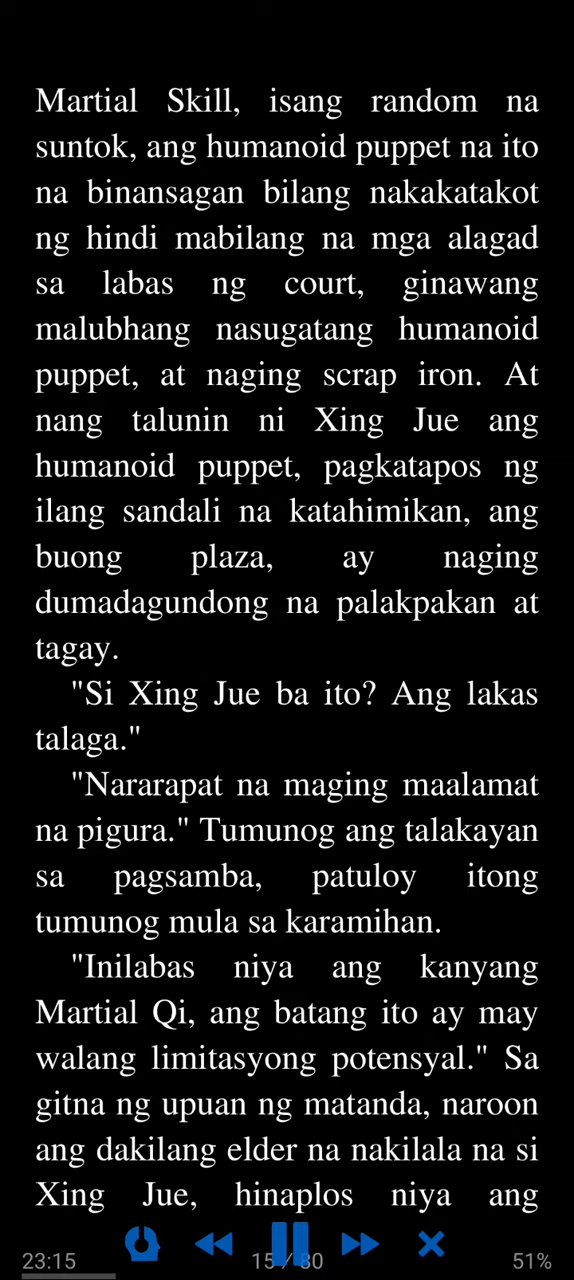 Martial Skill, isang random na
suntok, ang humanoid puppet na ito
na binansagan bilang nakakatakot
ng hindi mabilang na mga alagad
sa labas ng court, ginawang
malubhang nasugatang humanoid
puppet, at naging scrap iron. At
nang talunin ni Xing Jue ang
humanoid puppet, pagkatapos ng
ilang sandali na katahimikan, ang
buong plaza, ay naging
dumadagundong na palakpakan at
tagay.
"Si Xing Jue ba ito? Ang lakas
talaga."
"Nararapat na maging maalamat
na pigura." Tumunog ang talakayan
sa pagsamba, patuloy itong
tumunog mula sa karamihan.
"Inilabas niya ang kanyang
Martial Qi, ang batang ito ay may
walang limitasyong potensyal." Sa
gitna ng upuan ng matanda, naroon
ang dakilang elder na nakilala na si
Xing Jue, hinaplos niya ang
23:15 15 / 80 51%